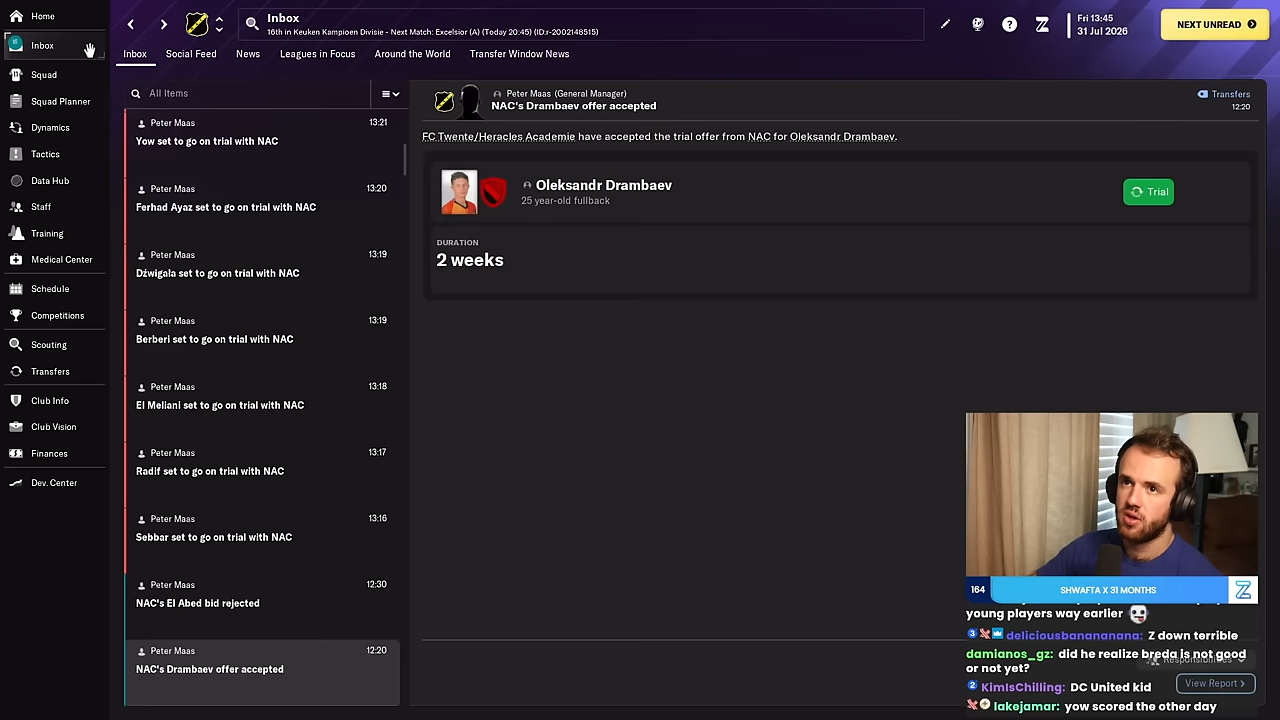 Home
Inbox
Squad
Squad Planner
Dynamics
Tactics
Data Hub
Staff
Training
Medical Center
Schedule
Competitions
Scouting
Transfers
Club Info
Club Vision
Finances
Dev. Center
Inbox
16th in Keuken Kampioen Divisie - Next Match: Excelsior (A) (Today 20:45) (ID:r-2002148515)
Fri 13:45
31 Jul 2026
NEXT UNREAD
Inbox Social Feed News Leagues in Focus Around the World Transfer Window News
All Items
Peter Maas 13:21
Yow set to go on trial with NAC
Peter Maas 13:20
Ferhad Ayaz set to go on trial with NAC
Peter Maas 13:19
Dźwigala set to go on trial with NAC
Peter Maas 13:19
Berberi set to go on trial with NAC
Peter Maas 13:18
El Meliani set to go on trial with NAC
Peter Maas 13:17
Radif set to go on trial with NAC
Peter Maas 13:16
Sebbar set to go on trial with NAC
Peter Maas 12:30
NAC's El Abed bid rejected
Peter Maas 12:20
NAC's Drambaev offer accepted
Peter Maas (General Manager)
NAC's Drambaev offer accepted
Transfers
12:20
FC Twente/Heracles Academie have accepted the trial offer from NAC for Oleksandr Drambaev.
Oleksandr Drambaev
25 year-old fullback
Trial
DURATION
2 weeks
164 SHWAFTA X 31 MONTHS Z
young players way earlier
3 deliciousbanananana: Z down terrible
damianos_gz: did he realize breda is not good
or not yet?
Responsibilities
2 KimIsChilling: DC United kid
View Report
lakejamar: yow scored the other day